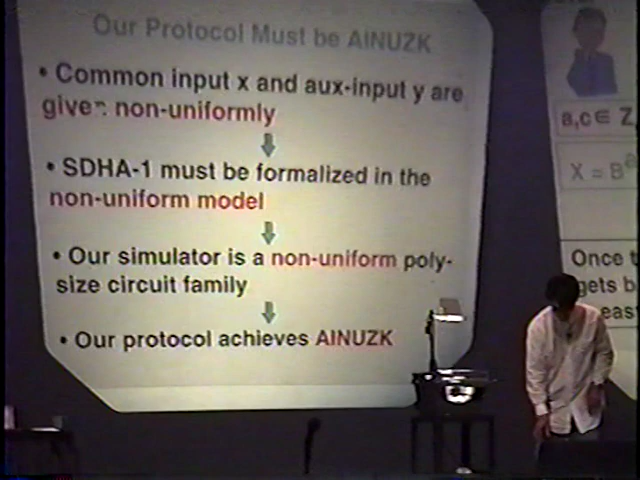 Our Protocol Must be AINUZK
• Common input x and aux-input y are
given non-uniformly
• SDHA-1 must be formalized in the
non-uniform model
• Our simulator is a non-uniform poly-
size circuit family
• Our protocol achieves AINUZK
a,c∈ Z
X = B^a
Once t
gets b
eas